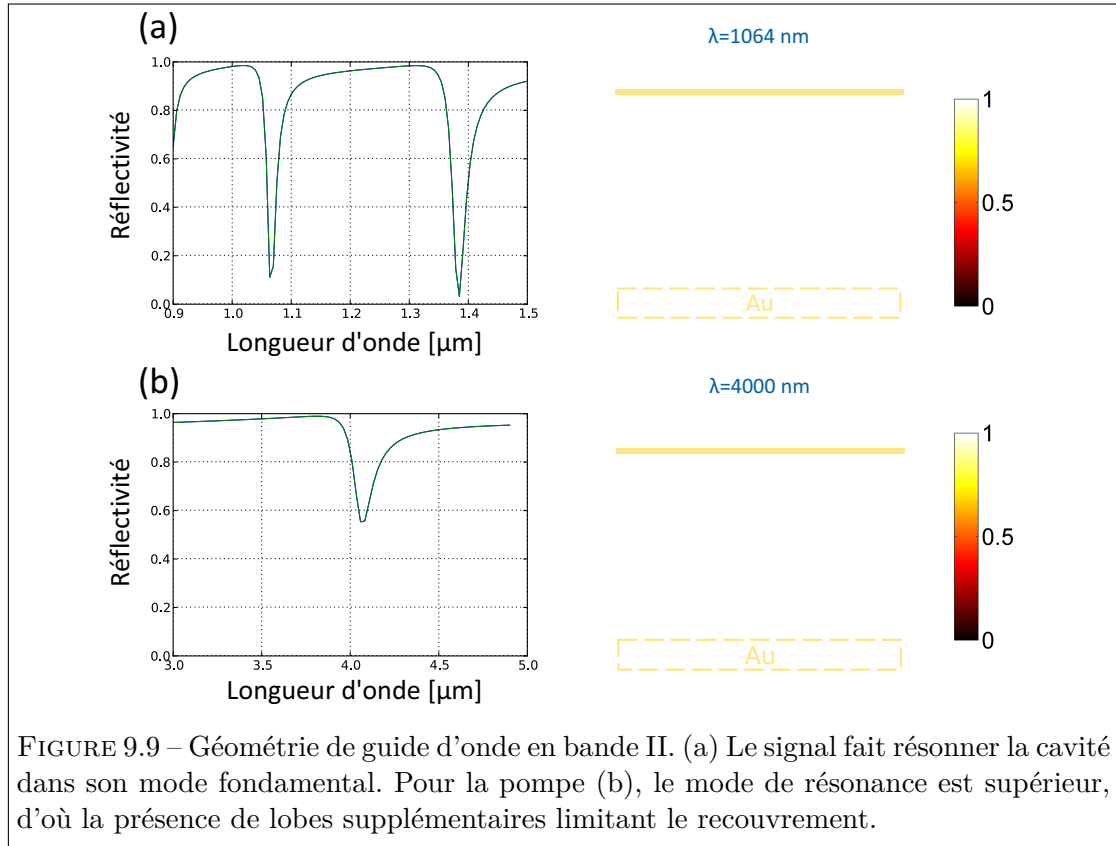 (a)
λ=1064 nm
Réflectivité
1.0
0.8
0.6
0.4
0.2
0.0
0.9
1.0
1.1
1.2
1.3
1.4
1.5
Longueur d'onde [µm]
Au
1
0.5
0
(b)
λ=4000 nm
Réflectivité
1.0
0.8
0.6
0.4
0.2
0.0
3.0
3.5
4.0
4.5
5.0
Longueur d'onde [µm]
Au
1
0.5
0
FIGURE 9.9 – Géométrie de guide d'onde en bande II. (a) Le signal fait résonner la cavité
dans son mode fondamental. Pour la pompe (b), le mode de résonance est supérieur,
d'où la présence de lobes supplémentaires limitant le recouvrement.